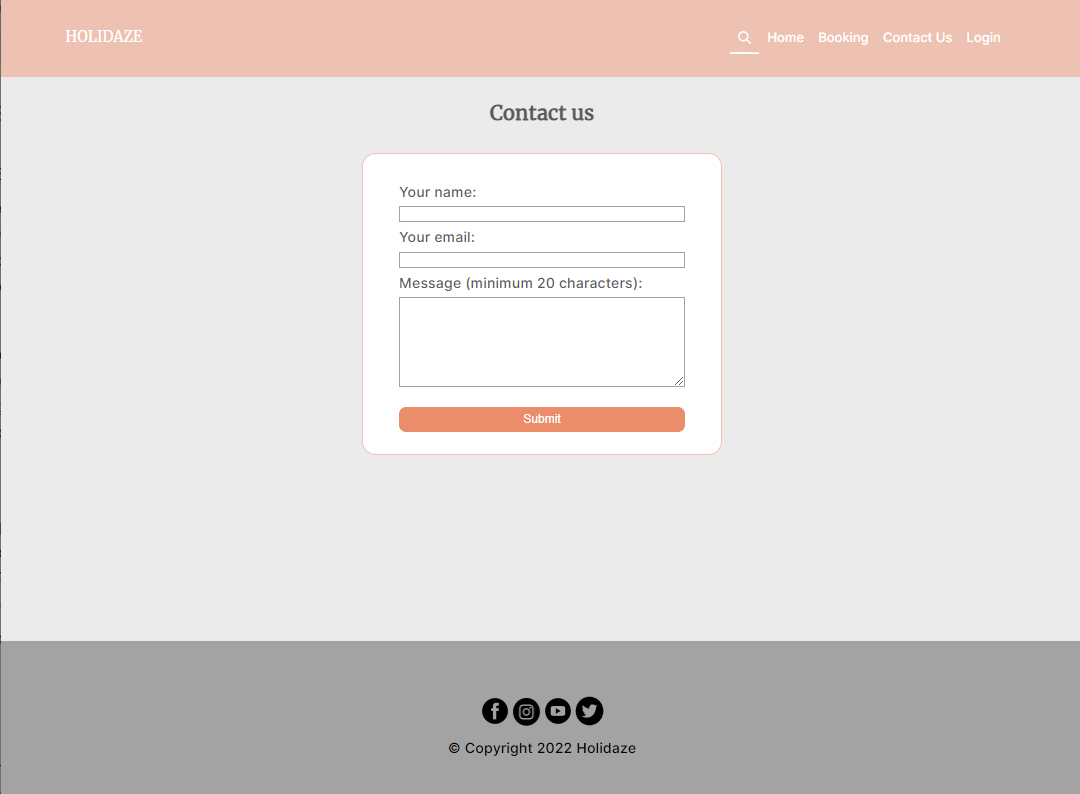 HOLIDAZE
Home Booking Contact Us Login
Contact us
Your name:
Your email:
Message (minimum 20 characters):
Submit
© Copyright 2022 Holidaze